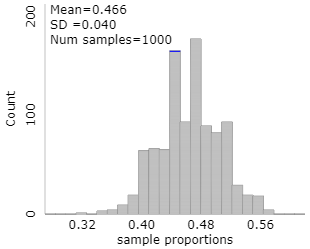 Mean=0.466
SD =0.040
Num samples=1000
200
100
0
Count
0.32 0.40 0.48 0.56
sample proportions